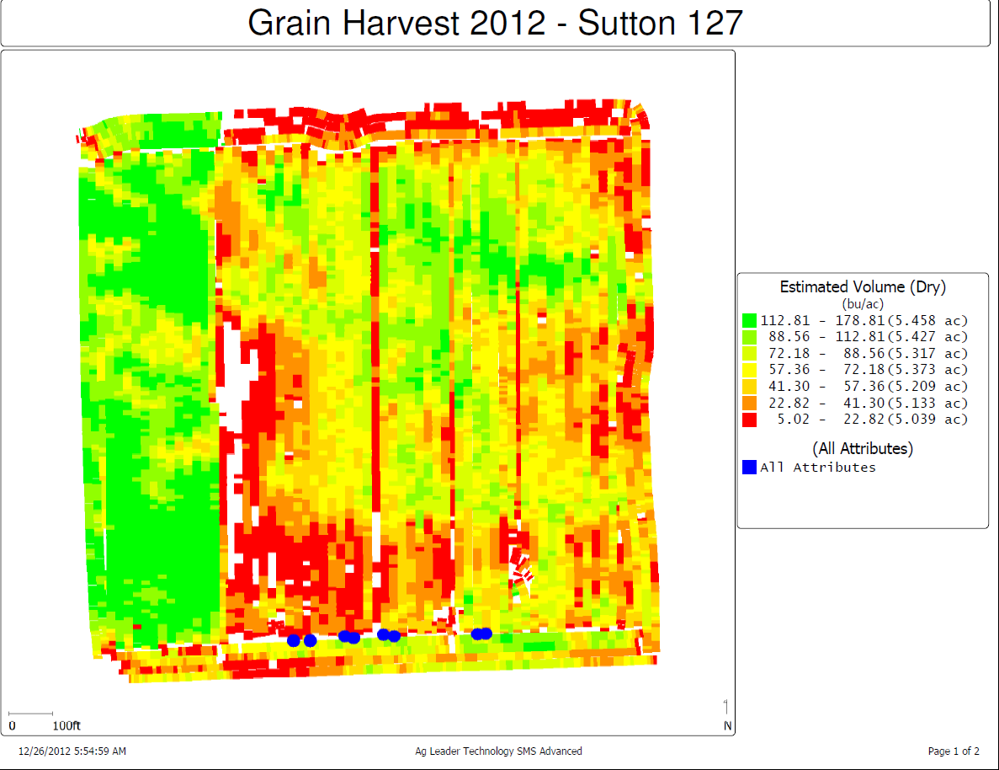 Grain Harvest 2012 - Sutton 127
Estimated Volume (Dry)
(bu/ac)
112.81 - 178.81(5.458 ac)
88.56 - 112.81(5.427 ac)
72.18 - 88.56(5.317 ac)
57.36 - 72.18(5.373 ac)
41.30 - 57.36(5.209 ac)
22.82 - 41.30(5.133 ac)
5.02 - 22.82(5.039 ac)
(All Attributes)
All Attributes
0 100ft
N
12/26/2012 5:54:59 AM Ag Leader Technology SMS Advanced Page 1 of 2